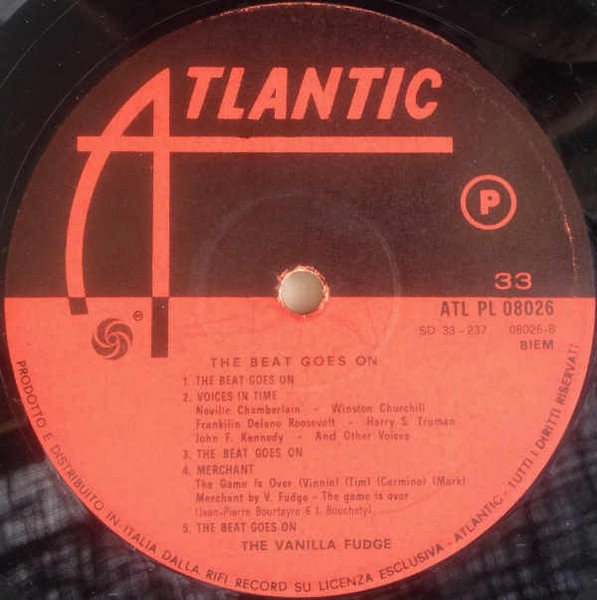 ATLANTIC
P
33
ATL PL 08026
SD 33-237 08026-B
BIEM
THE BEAT GOES ON
1. THE BEAT GOES ON
2. VOICES IN TIME
Neville Chamberlain - Winston Churchill
Frankilin Delano Roosevolt - Harry S. Truman
John F. Kennedy - And Other Voices
3. THE BEAT GOES ON
4. MERCHANT
The Game Is Over (Vinnie) (Tim) (Carmine) (Mark)
Merchant by V. Fudge - The game is over
(Jean-Pierre Bourtayre & J. Bouchety)
5. THE BEAT GOES ON
THE VANILLA FUDGE
PRODOTTO E DISTRIBUITO IN ITALIA DALLA RIFI RECORD SU LICENZA ESCLUSIVA - ATLANTIC - TUTTI I DIRITTI RISERVATI